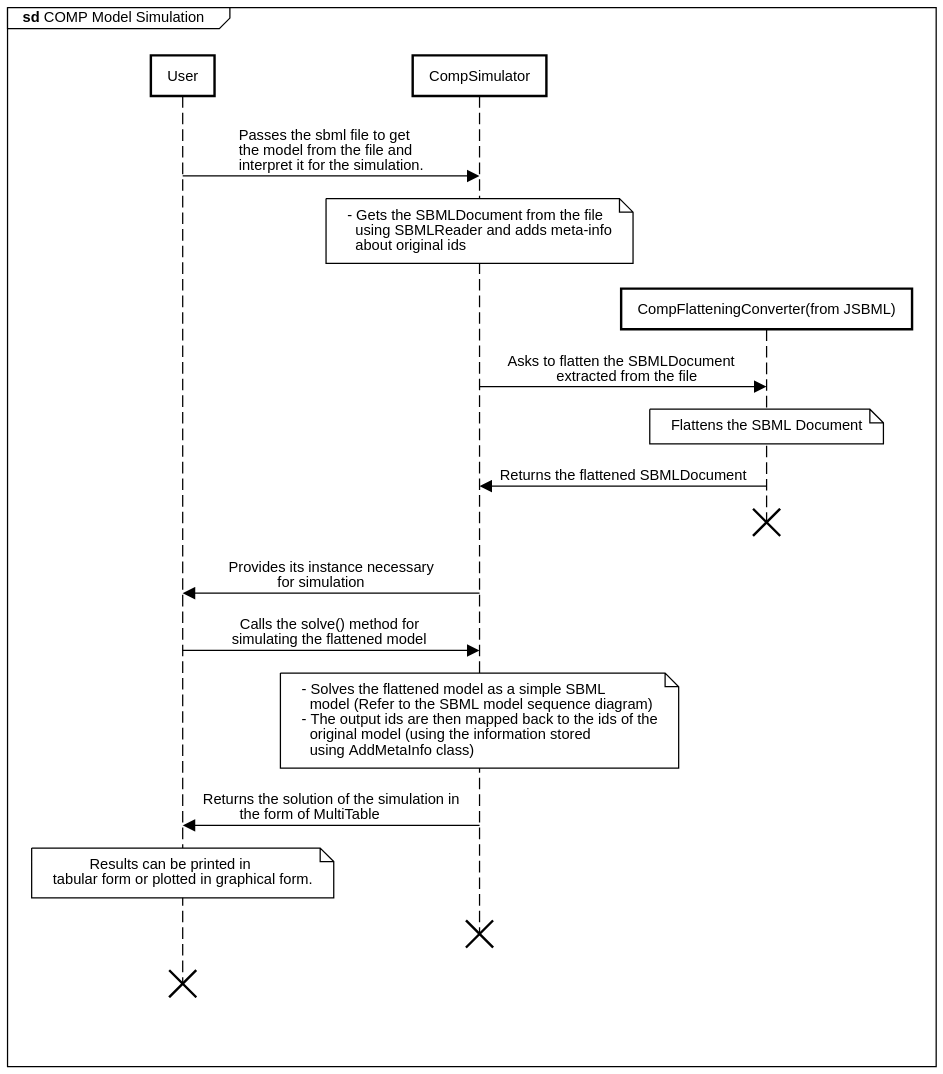 sd COMP Model Simulation
User
CompSimulator
Passes the sbml file to get
the model from the file and
interpret it for the simulation.
- Gets the SBMLDocument from the file
using SBMLReader and adds meta-info
about original ids
CompFlatteningConverter(from JSBML)
Asks to flatten the SBMLDocument
extracted from the file
Flattens the SBML Document
Returns the flattened SBMLDocument
Provides its instance necessary
for simulation
Calls the solve() method for
simulating the flattened model
- Solves the flattened model as a simple SBML
model (Refer to the SBML model sequence diagram)
- The output ids are then mapped back to the ids of the
original model (using the information stored
using AddMetaInfo class)
Returns the solution of the simulation in
the form of MultiTable
Results can be printed in
tabular form or plotted in graphical form.